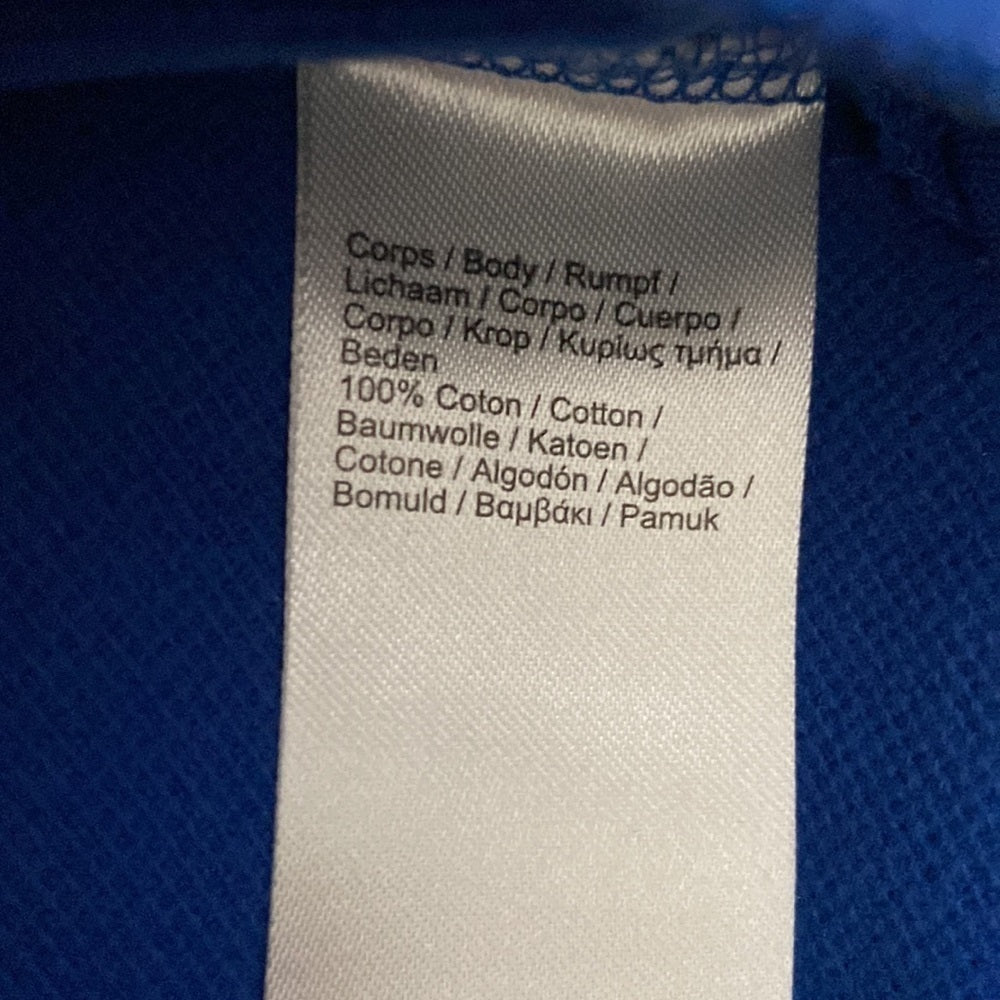 Corps / Body / Rumpf /
Lichaam / Corpo / Cuerpo /
Corpo / Krop / Κυρίως τμήμα /
Beden
100% Coton / Cotton /
Baumwolle / Katoen /
Cotone / Algodón / Algodão /
Bomuld / Βαμβάκι / Pamuk